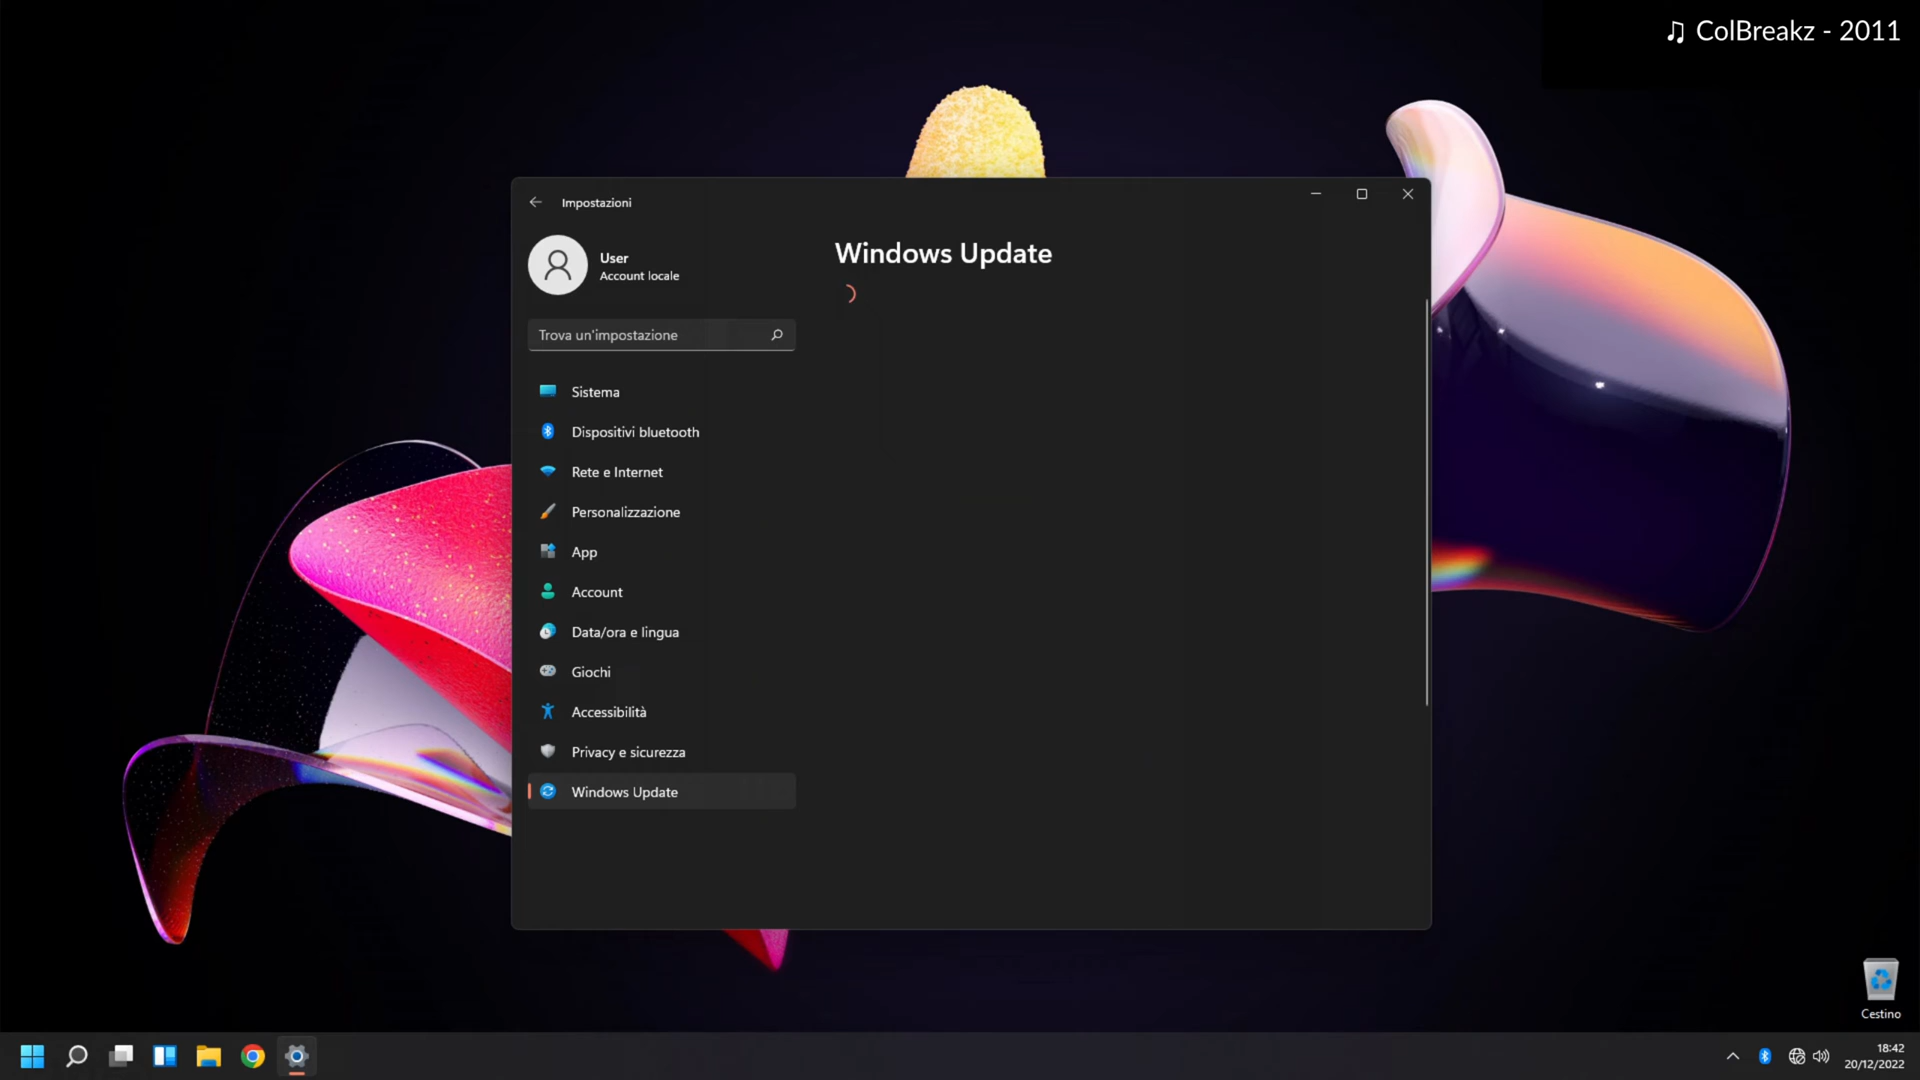 ♫ ColBreakz - 2011
Impostazioni
User
Account locale
Windows Update
Trova un'impostazione
Sistema
Dispositivi bluetooth
Rete e Internet
Personalizzazione
App
Account
Data/ora e lingua
Giochi
Accessibilità
Privacy e sicurezza
Windows Update
Cestino
18:42
20/12/2022